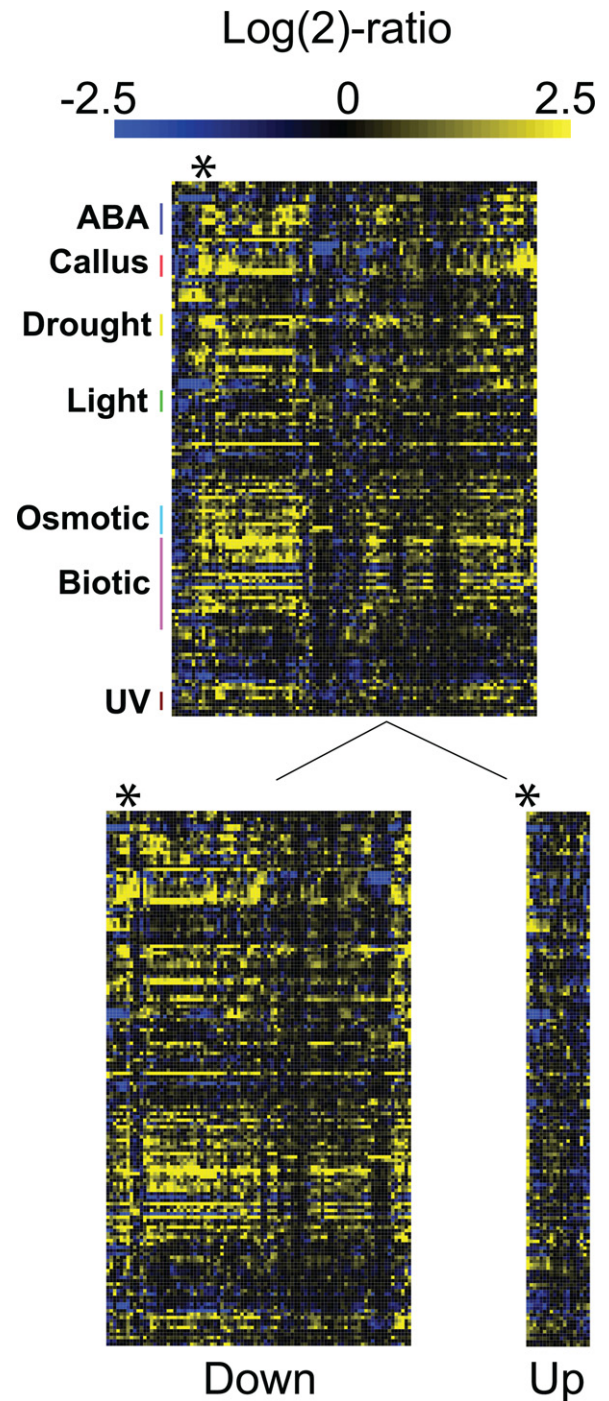 Log(2)-ratio
-2.5 0 2.5
*
ABA
Callus
Drought
Light
Osmotic
Biotic
UV
* *
Down Up